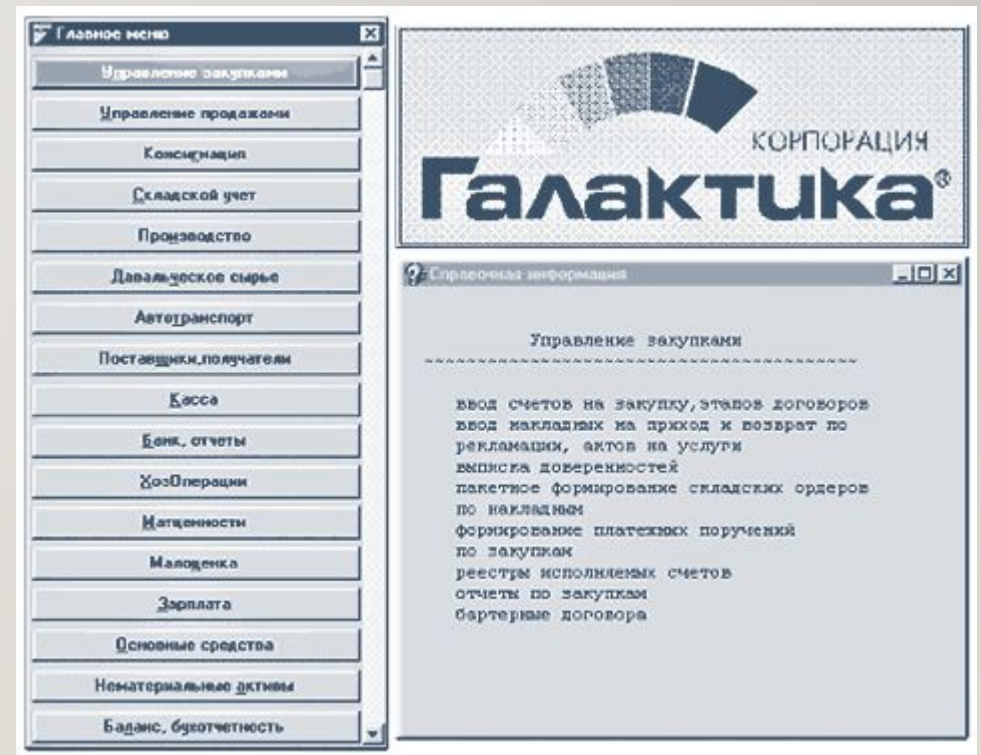 Главное меню
Управление закупками
Управление продажами
Консигнация
Складской учет
Производство
Давальческое сырье
Автотранспорт
Поставщики,получатели
Касса
Банк, отчеты
ХозОперации
Матценности
Малоценка
Зарплата
Основные средства
Нематериальные активы
Баланс, бухотчетность
КОРПОРАЦИЯ
Галактика®
Справочная информация
Управление закупками
ввод счетов на закупку,этапов договоров
ввод накладных на приход и возврат по
рекламации, актов на услуги
выписка доверенностей
пакетное формирование складских ордеров
по накладным
формирование платежных поручений
по закупкам
реестры исполняемых счетов
отчеты по закупкам
бартерные договора